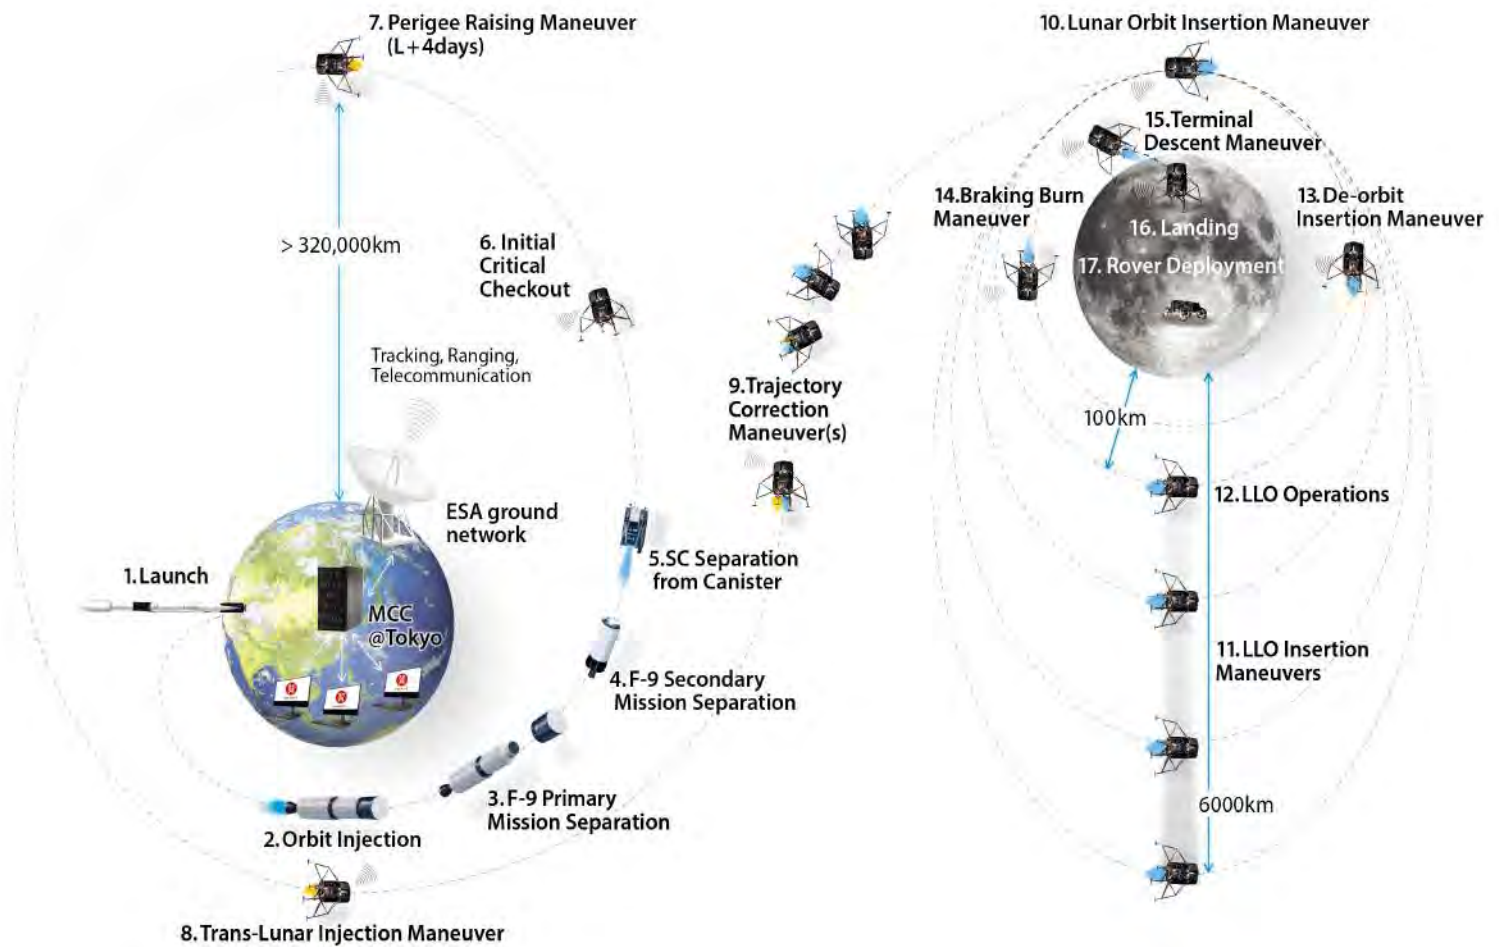 7. Perigee Raising Maneuver
(L+4days)
10. Lunar Orbit Insertion Maneuver
15.Terminal
Descent Maneuver
14.Braking Burn
Maneuver
13. De-orbit
Insertion Maneuver
16. Landing
17. Rover Deployment
> 320,000km
6. Initial
Critical
Checkout
Tracking, Ranging,
Telecommunication
9.Trajectory
Correction
Maneuver(s)
100km
12.LLO Operations
ESA ground
network
1.Launch
5.SC Separation
from Canister
MCC
@Tokyo
11.LLO Insertion
Maneuvers
4.F-9 Secondary
Mission Separation
3.F-9 Primary
Mission Separation
6000km
2.Orbit Injection
8.Trans-Lunar Injection Maneuver